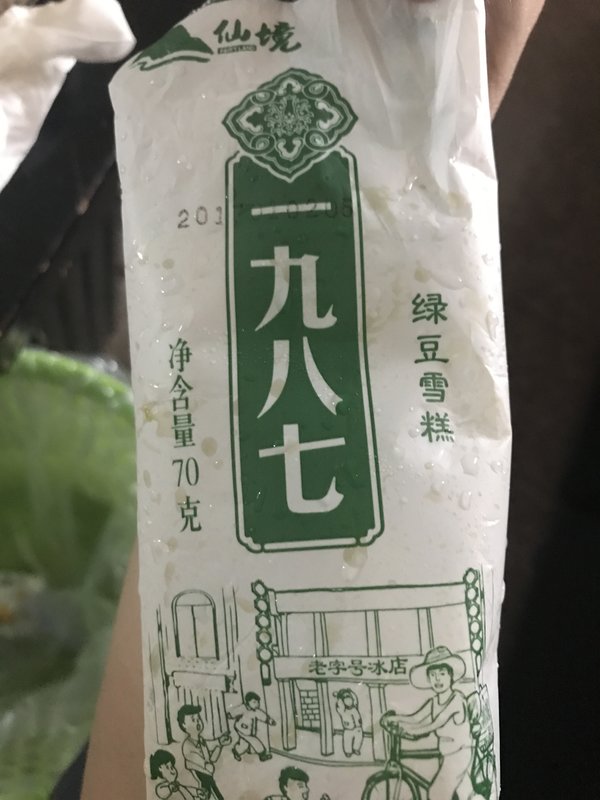 仙境
一九八七
绿豆雪糕
净含量70克
老字号冰店